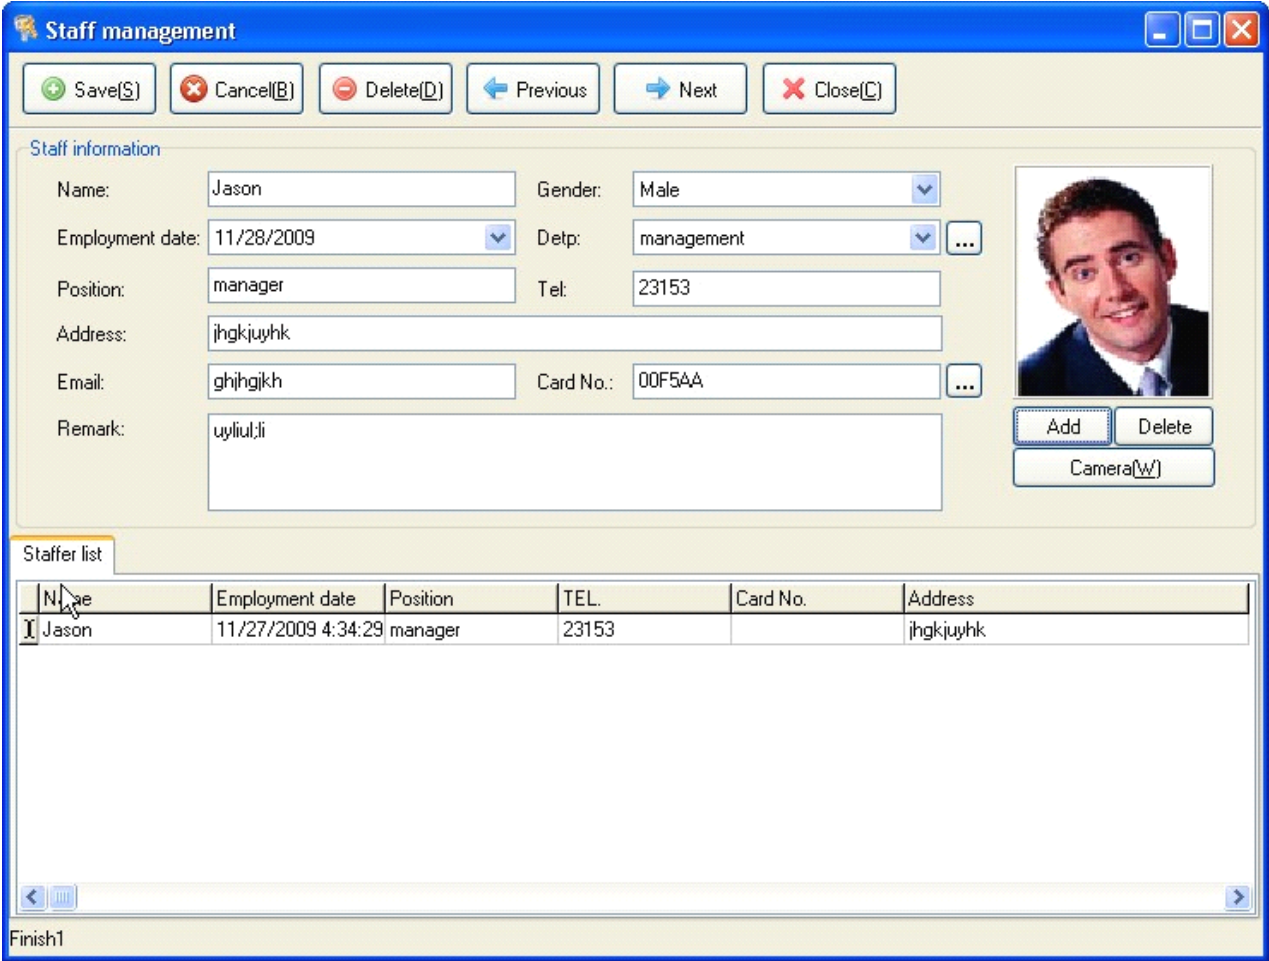 Staff management
Save(S) Cancel(B) Delete(D) Previous Next Close(C)
Staff information
Name: Jason Gender: Male
Employment date: 11/28/2009 Detp: management ...
Position: manager Tel: 23153
Address: jhgkjuyhk
Email: ghjhgjkh Card No.: 00F5AA ...
Remark: uyliul;li
Add Delete
Camera(W)
Staffer list
Name Employment date Position TEL. Card No. Address
Jason 11/27/2009 4:34:29 manager 23153 jhgkjuyhk
Finish1